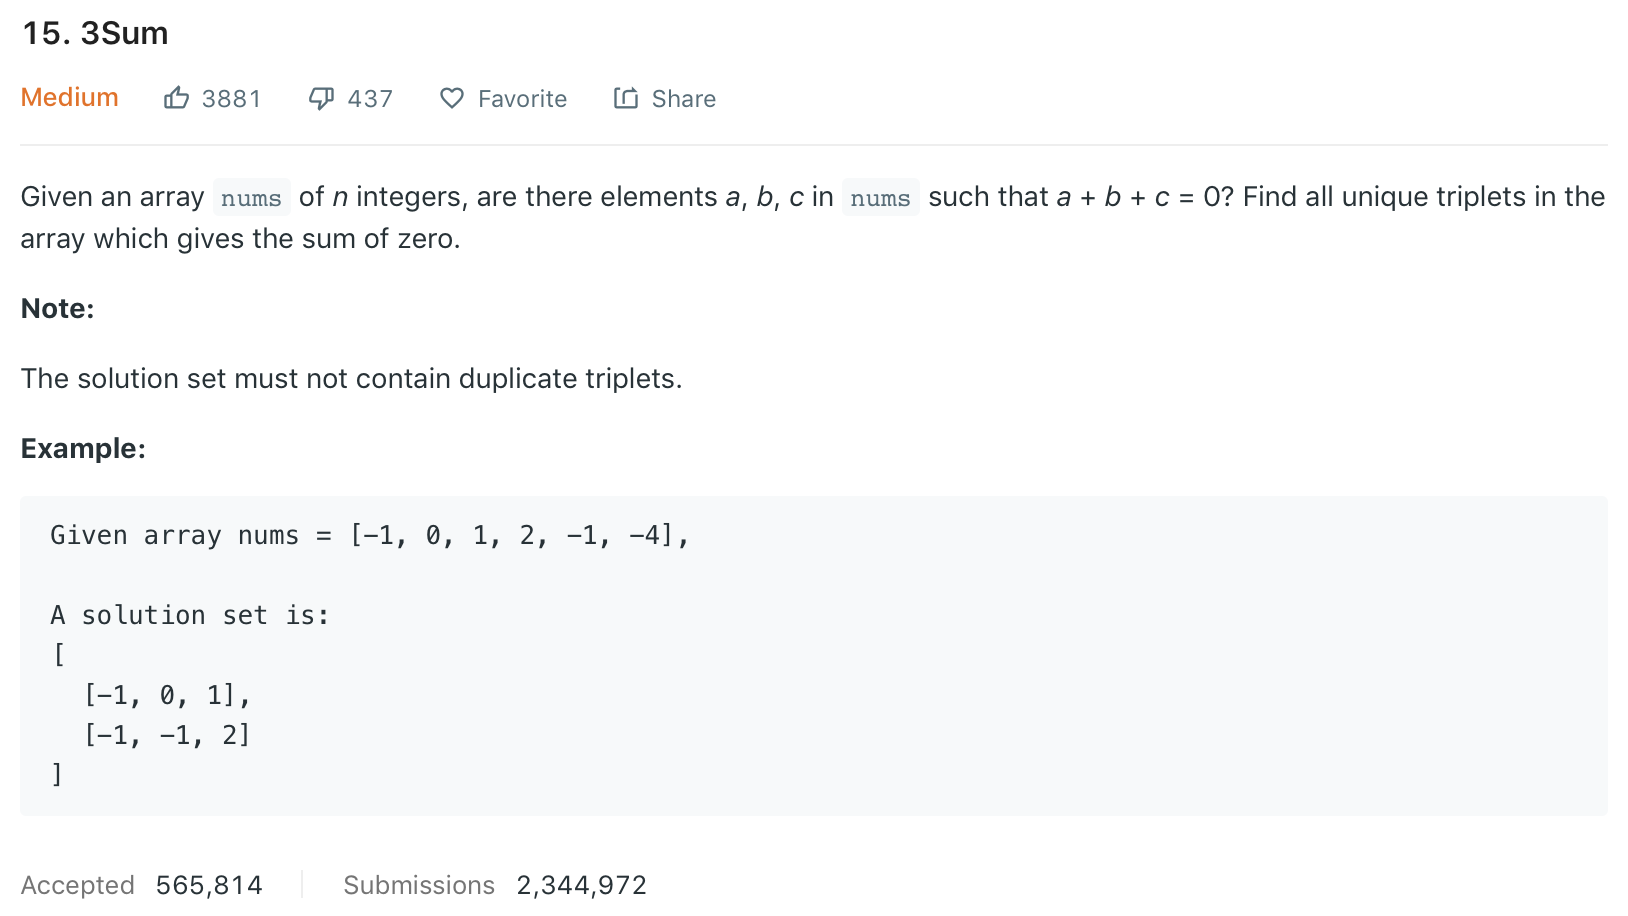 15. 3Sum
Medium 3881 437 Favorite Share
Given an array nums of n integers, are there elements a, b, c in nums such that a + b + c = 0? Find all unique triplets in the
array which gives the sum of zero.
Note:
The solution set must not contain duplicate triplets.
Example:
Given array nums = [−1, 0, 1, 2, −1, −4],
A solution set is:
[
[−1, 0, 1],
[−1, −1, 2]
]
Accepted 565,814 Submissions 2,344,972